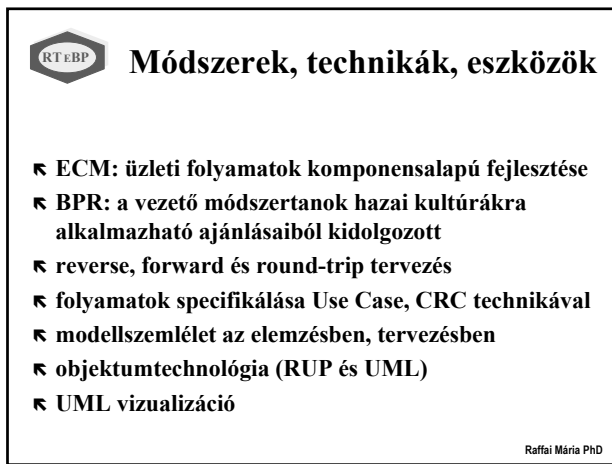 RT EBP
Módszerek, technikák, eszközök
ECM: üzleti folyamatok komponensalapú fejlesztése
BPR: a vezető módszertanok hazai kultúrákra
alkalmazható ajánlásaiból kidolgozott
reverse, forward és round-trip tervezés
folyamatok specifikálása Use Case, CRC technikával
modellszemlélet az elemzésben, tervezésben
objektumtechnológia (RUP és UML)
UML vizualizáció
Raffai Mária PhD